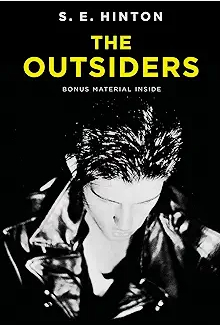 S. E. HINTON
THE
OUTSIDERS
BONUS MATERIAL INSIDE